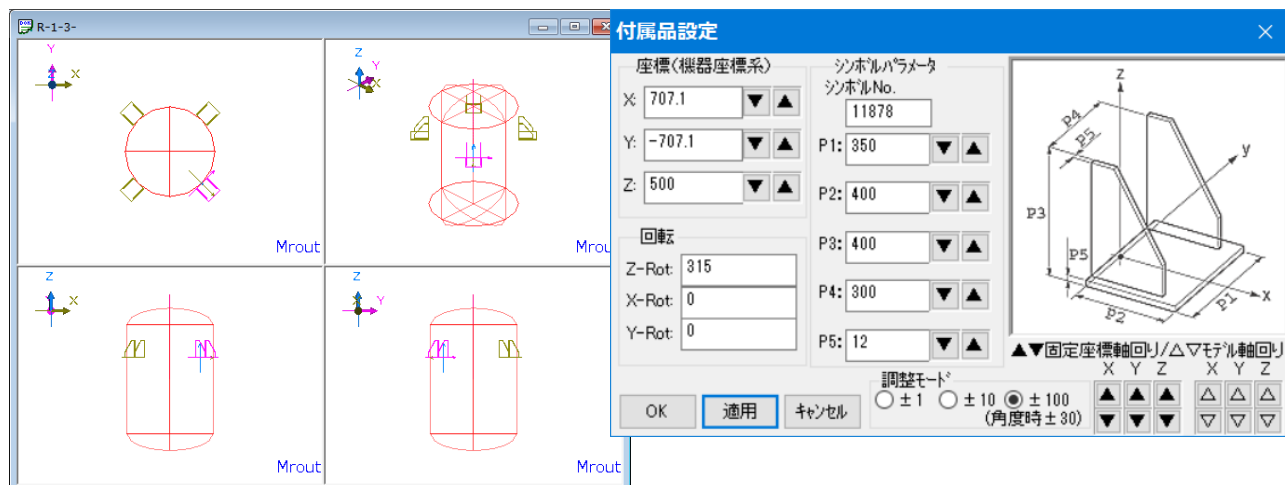 R-1-3-
Y
X
Mrout
Z
Y
X
Mrout
Z
X
Mrout
Z
Y
Mrout
付属品設定
座標(機器座標系)
X: 707.1
Y: -707.1
Z: 500
回転
Z-Rot: 315
X-Rot: 0
Y-Rot: 0
シンボルパラメータ
シンボルNo.
11878
P1: 350
P2: 400
P3: 400
P4: 300
P5: 12
z
P4
P5
y
P3
P5
x
P2
P1
▲▼固定座標軸回り/△▽モデル軸回り
X Y Z X Y Z
調整モード
±1 ±10 ±100
(角度時±30)
OK 適用 キャンセル